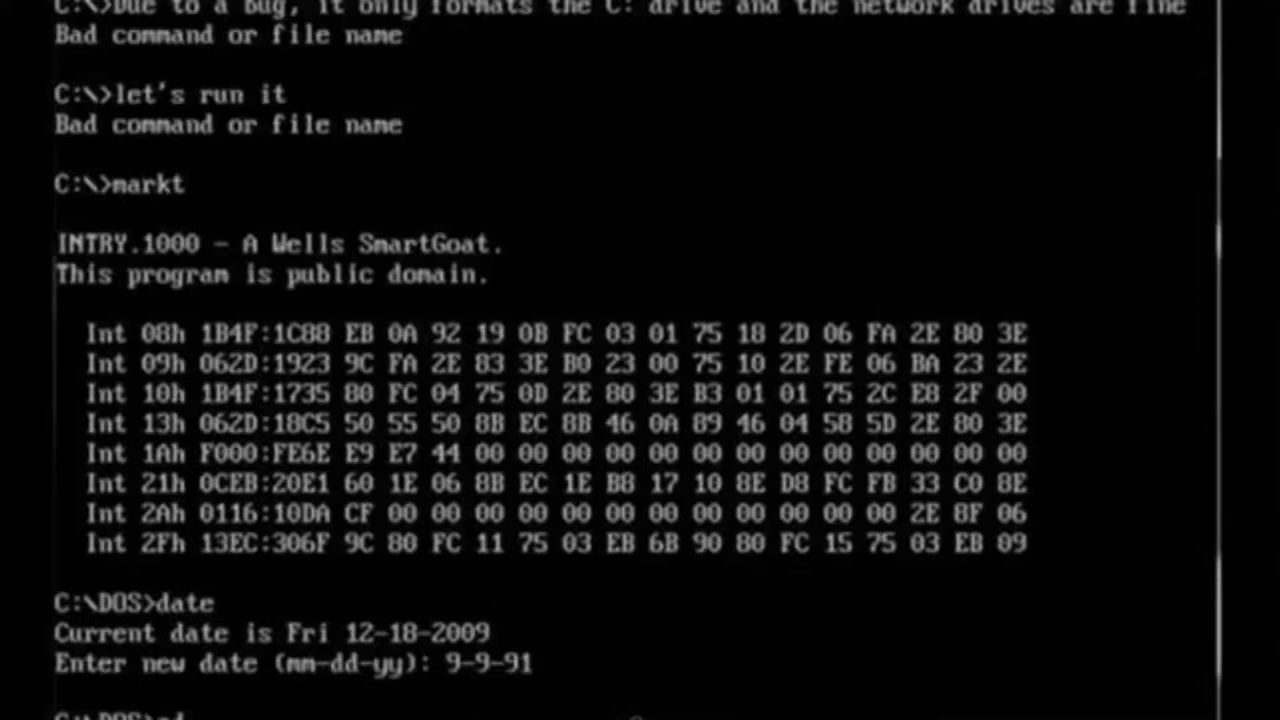 C:\>Due to a bug, it only formats the C: drive and the network drives are fine
Bad command or file name
C:\>let's run it
Bad command or file name
C:\>markt
INTRY.1000 - A Wells SmartGoat.
This program is public domain.
Int 08h 1B4F:1C88 EB 0A 92 19 0B FC 03 01 75 18 2D 06 FA 2E 80 3E
Int 09h 062D:1923 9C FA 2E 83 3E B0 23 00 75 10 2E FE 06 BA 23 2E
Int 10h 1B4F:1735 80 FC 04 75 0D 2E 80 3E B3 01 01 75 2C E8 2F 00
Int 13h 062D:18C5 50 55 50 8B EC 8B 46 0A 89 46 04 58 5D 2E 80 3E
Int 1Ah F000:FE6E E9 E7 44 00 00 00 00 00 00 00 00 00 00 00 00 00
Int 21h 0CEB:20E1 60 1E 06 8B EC 1E B8 17 10 8E D8 FC FB 33 C0 8E
Int 2Ah 0116:10DA CF 00 00 00 00 00 00 00 00 00 00 00 00 2E 8F 06
Int 2Fh 13EC:306F 9C 80 FC 11 75 03 EB 6B 90 80 FC 15 75 03 EB 09
C:\DOS>date
Current date is Fri 12-18-2009
Enter new date (mm-dd-yy): 9-9-91
C:\DOS>cd